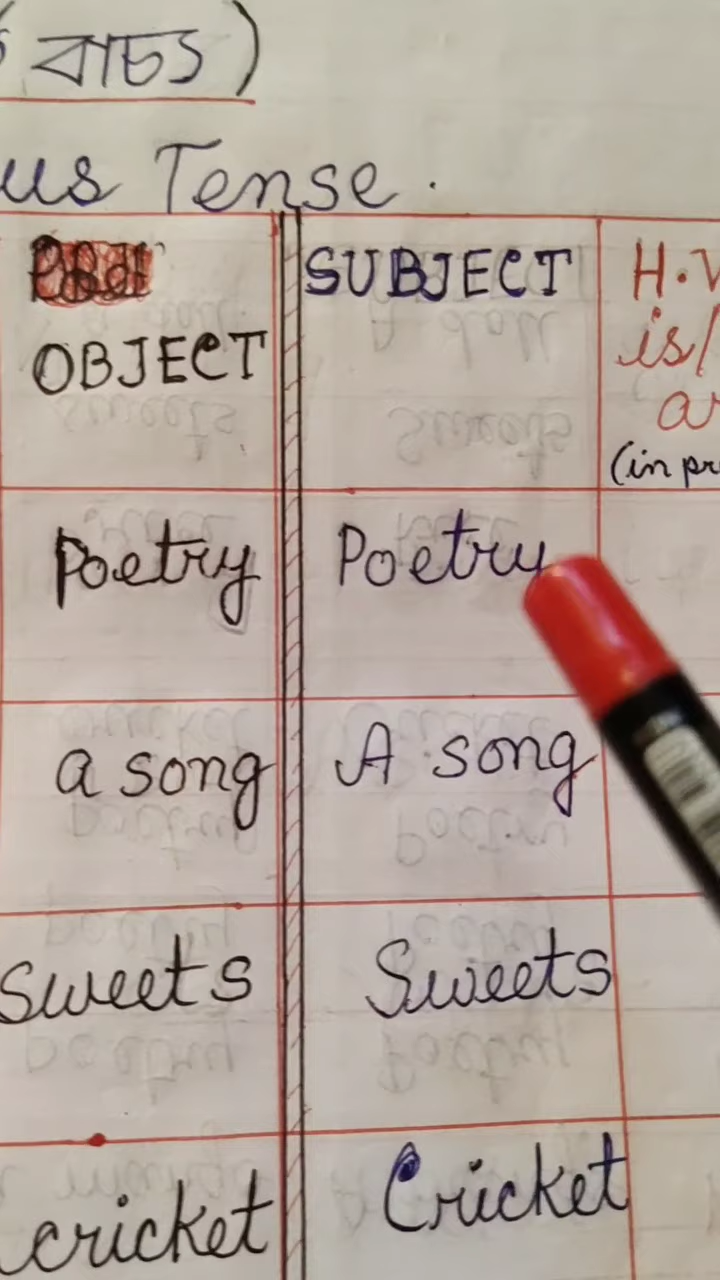 বাচ্য)
us Tense.
OBJECT
SUBJECT
H.V
is/
(in pr
Poetry
Poetry
a song
A song
Sweets
Sweets
cricket
Cricket